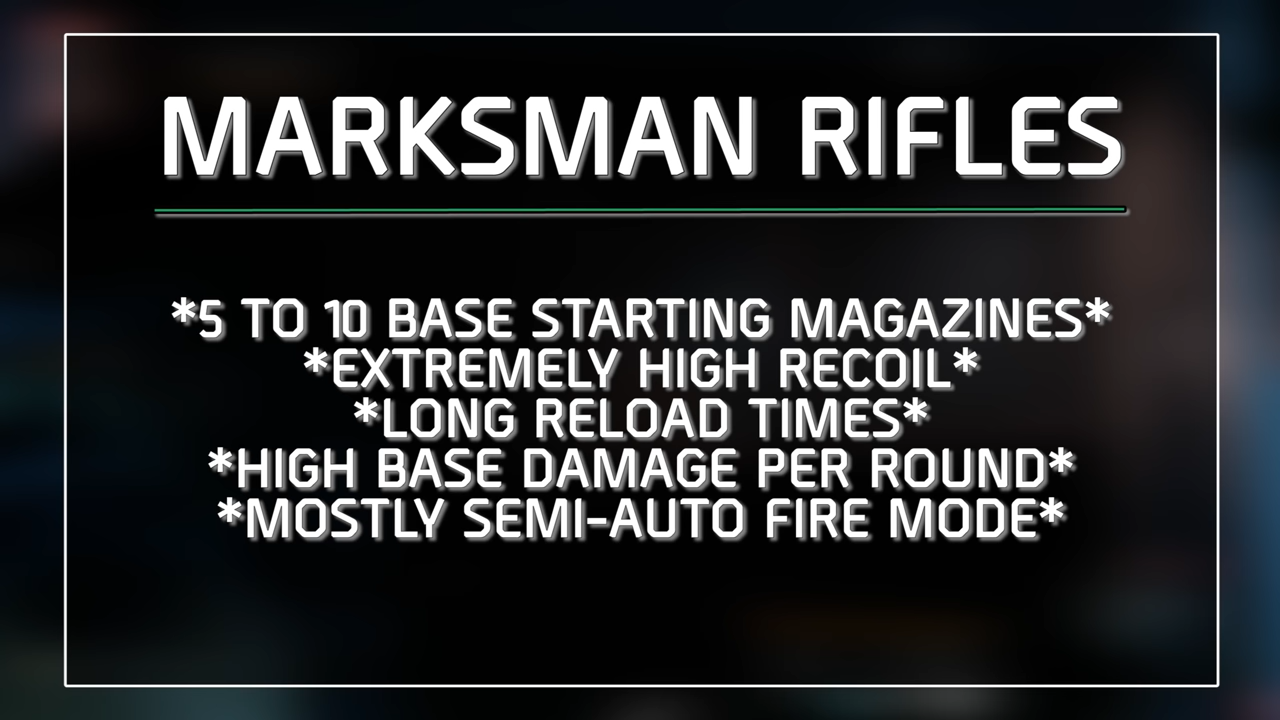 MARKSMAN RIFLES
*5 TO 10 BASE STARTING MAGAZINES*
*EXTREMELY HIGH RECOIL*
*LONG RELOAD TIMES*
*HIGH BASE DAMAGE PER ROUND*
*MOSTLY SEMI-AUTO FIRE MODE*